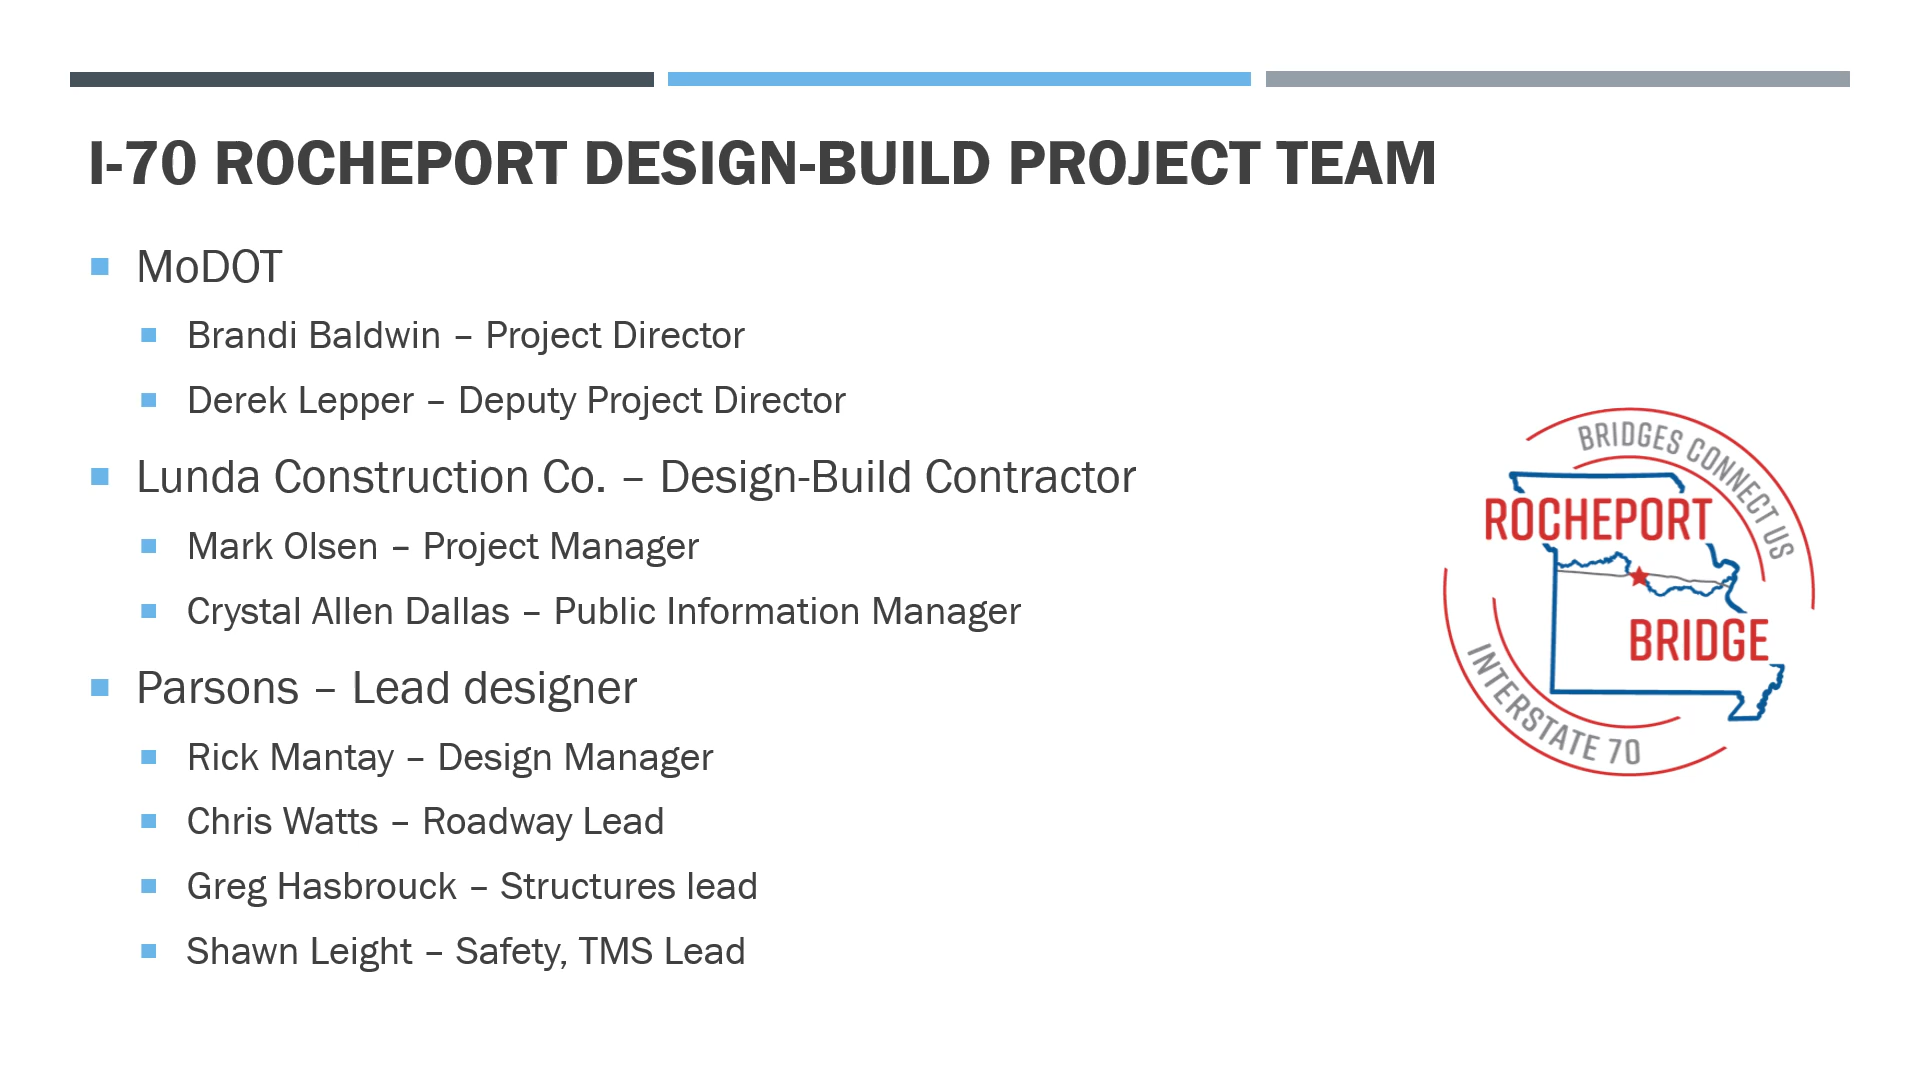 I-70 ROCHEPORT DESIGN-BUILD PROJECT TEAM
MoDOT
Brandi Baldwin – Project Director
Derek Lepper – Deputy Project Director
Lunda Construction Co. – Design-Build Contractor
Mark Olsen – Project Manager
Crystal Allen Dallas – Public Information Manager
Parsons – Lead designer
Rick Mantay – Design Manager
Chris Watts – Roadway Lead
Greg Hasbrouck – Structures lead
Shawn Leight – Safety, TMS Lead
BRIDGES CONNECT US
ROCHEPORT
BRIDGE
INTERSTATE 70